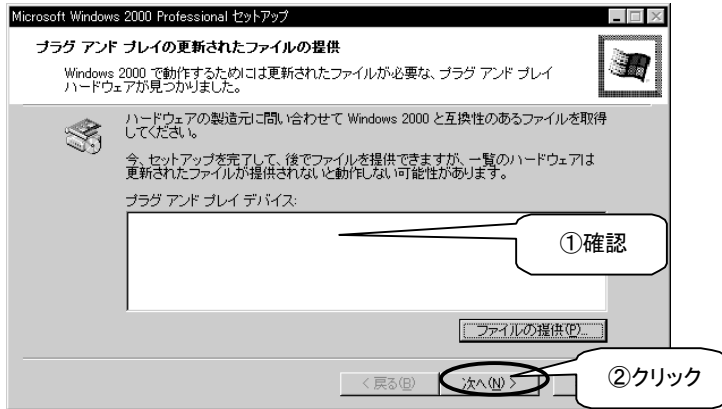 Microsoft Windows 2000 Professional セットアップ
プラグ アンド プレイの更新されたファイルの提供
Windows 2000 で動作するためには更新されたファイルが必要な、プラグ アンド プレイ
ハードウェアが見つかりました。
ハードウェアの製造元に問い合わせて Windows 2000 と互換性のあるファイルを取得
してください。
今、セットアップを完了して、後でファイルを提供できますが、一覧のハードウェアは
更新されたファイルが提供されないと動作しない可能性があります。
プラグ アンド プレイ デバイス:
①確認
ファイルの提供(P)...
< 戻る(B)
次へ(N) >
②クリック